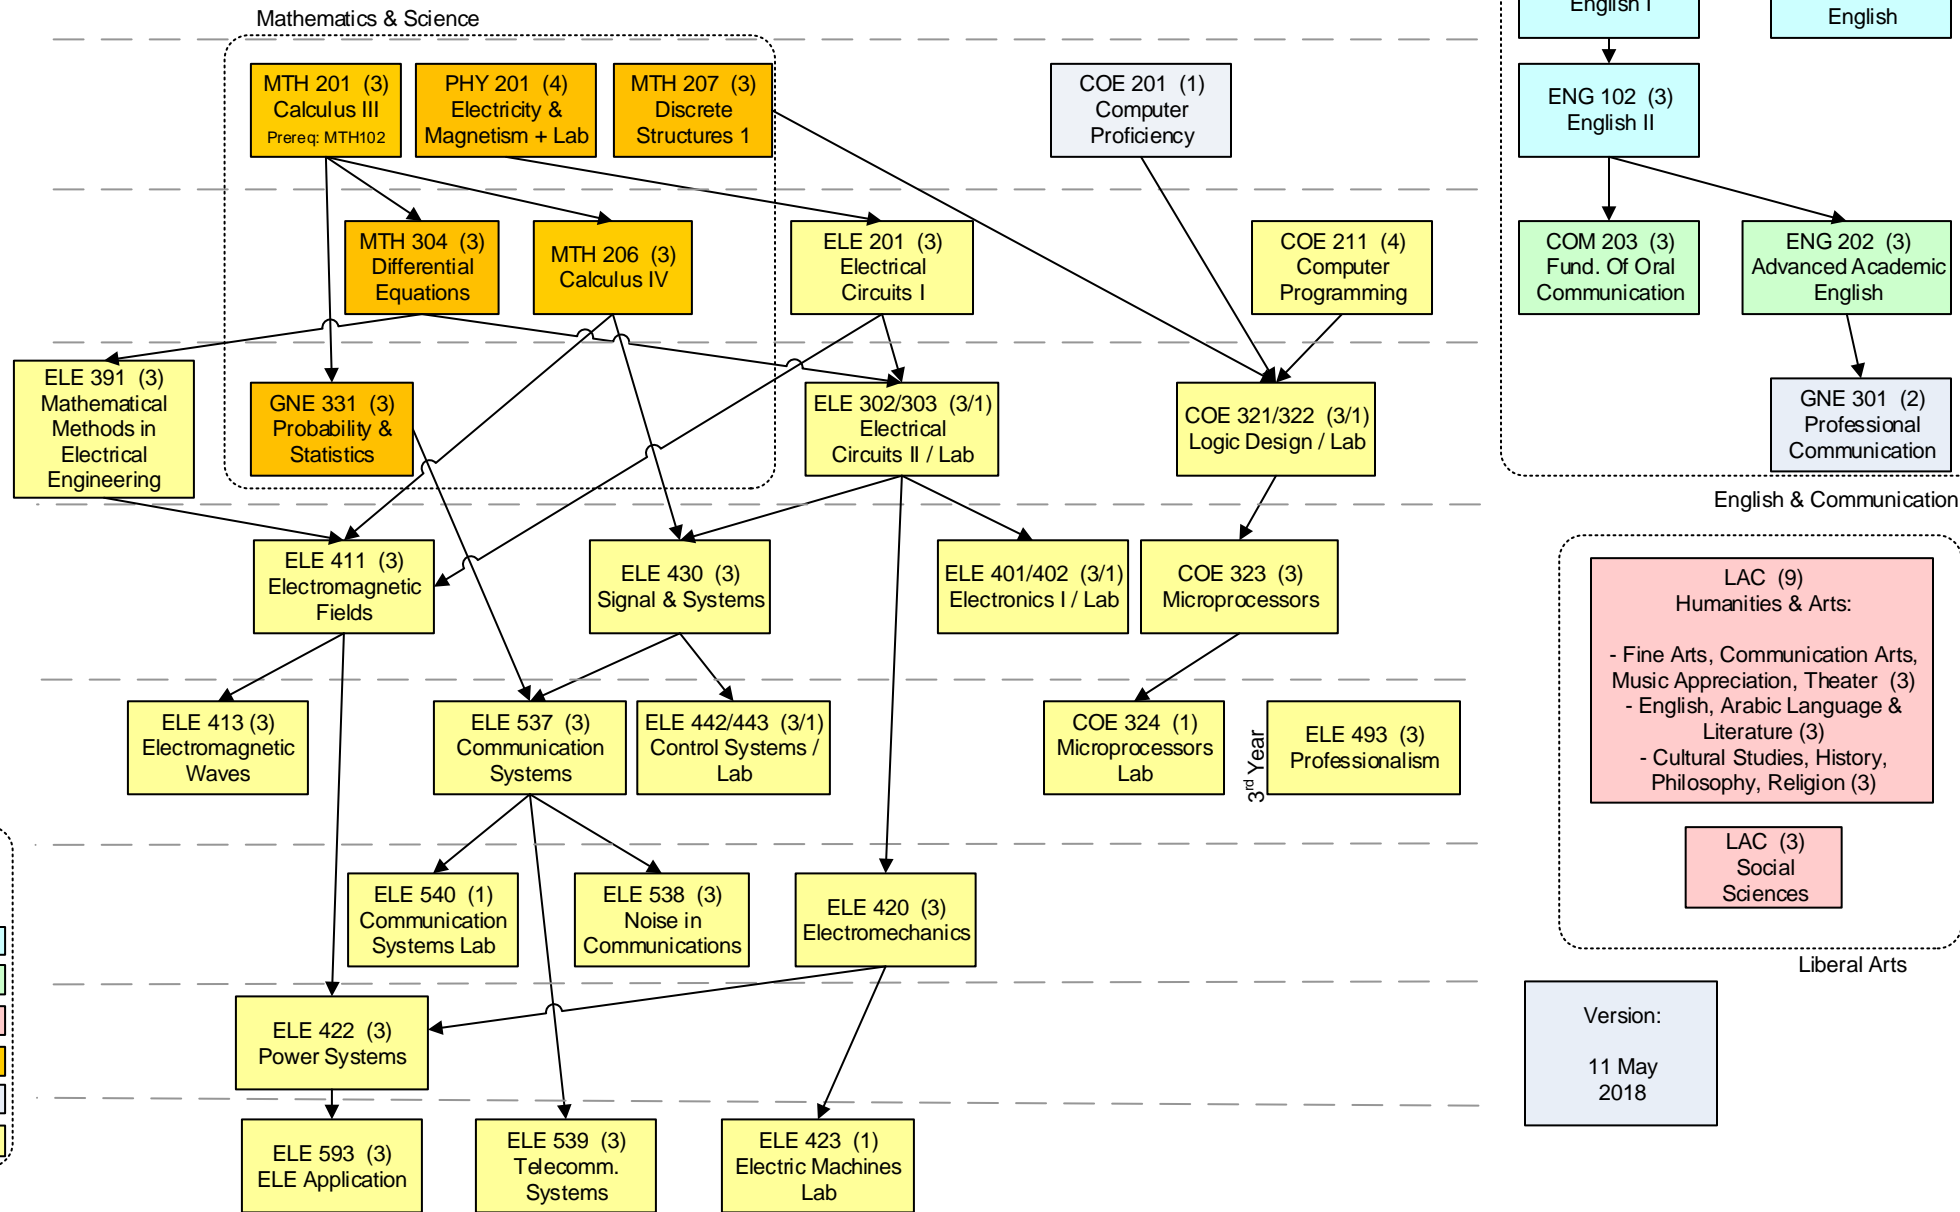 Mathematics & Science
English I
English
MTH 201 (3)
Calculus III
Prereq: MTH102
PHY 201 (4)
Electricity &
Magnetism + Lab
MTH 207 (3)
Discrete
Structures 1
COE 201 (1)
Computer
Proficiency
ENG 102 (3)
English II
MTH 304 (3)
Differential
Equations
MTH 206 (3)
Calculus IV
ELE 201 (3)
Electrical
Circuits I
COE 211 (4)
Computer
Programming
COM 203 (3)
Fund. Of Oral
Communication
ENG 202 (3)
Advanced Academic
English
ELE 391 (3)
Mathematical
Methods in
Electrical
Engineering
GNE 331 (3)
Probability &
Statistics
ELE 302/303 (3/1)
Electrical
Circuits II / Lab
COE 321/322 (3/1)
Logic Design / Lab
GNE 301 (2)
Professional
Communication
English & Communication
ELE 411 (3)
Electromagnetic
Fields
ELE 430 (3)
Signal & Systems
ELE 401/402 (3/1)
Electronics I / Lab
COE 323 (3)
Microprocessors
LAC (9)
Humanities & Arts:
- Fine Arts, Communication Arts,
Music Appreciation, Theater (3)
- English, Arabic Language &
Literature (3)
- Cultural Studies, History,
Philosophy, Religion (3)
ELE 413 (3)
Electromagnetic
Waves
ELE 537 (3)
Communication
Systems
ELE 442/443 (3/1)
Control Systems /
Lab
COE 324 (1)
Microprocessors
Lab
3rd Year
ELE 493 (3)
Professionalism
LAC (3)
Social
Sciences
ELE 540 (1)
Communication
Systems Lab
ELE 538 (3)
Noise in
Communications
ELE 420 (3)
Electromechanics
Liberal Arts
ELE 422 (3)
Power Systems
Version:
11 May
2018
ELE 593 (3)
ELE Application
ELE 539 (3)
Telecomm.
Systems
ELE 423 (1)
Electric Machines
Lab